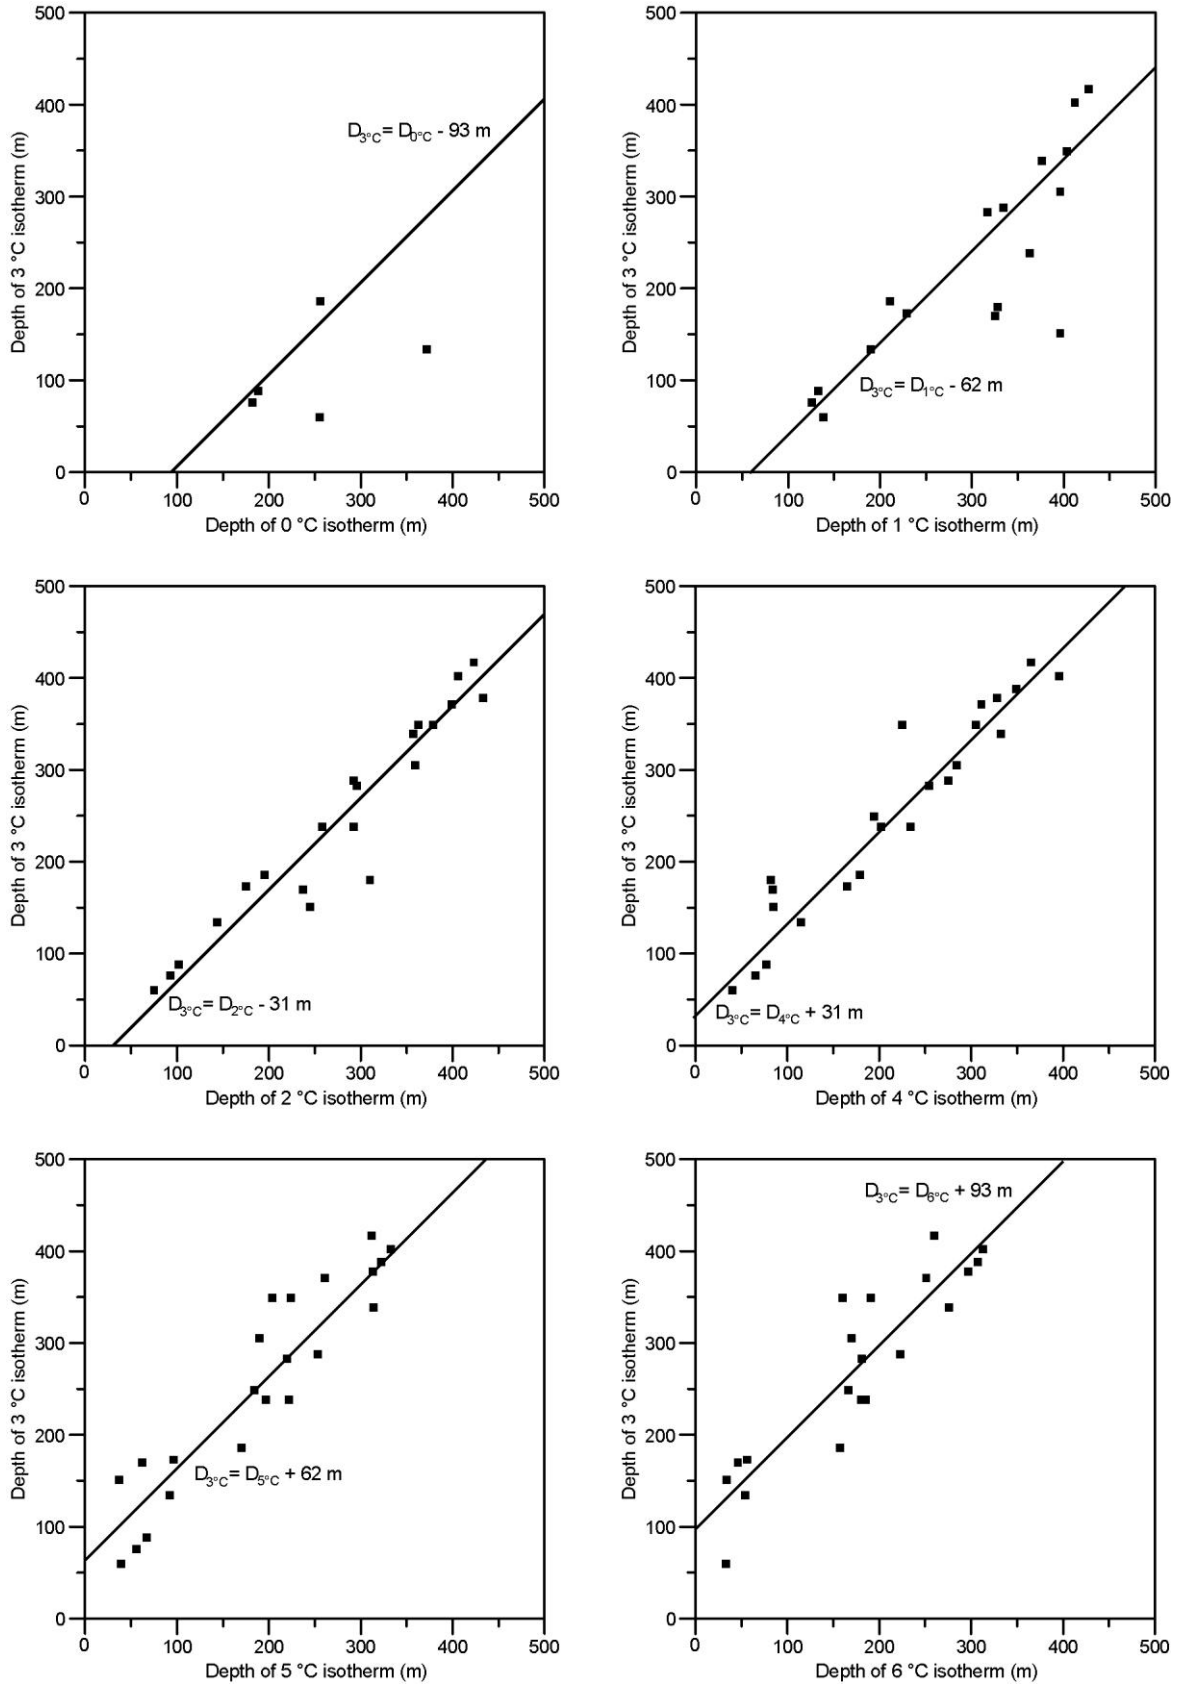 500
400
300
200
100
0
Depth of 3 °C isotherm (m)
D3°C= D0°C - 93 m
0 100 200 300 400 500
Depth of 0 °C isotherm (m)
500
400
300
200
100
0
Depth of 3 °C isotherm (m)
D3°C= D1°C - 62 m
0 100 200 300 400 500
Depth of 1 °C isotherm (m)
500
400
300
200
100
0
Depth of 3 °C isotherm (m)
D3°C= D2°C - 31 m
0 100 200 300 400 500
Depth of 2 °C isotherm (m)
500
400
300
200
100
0
Depth of 3 °C isotherm (m)
D3°C= D4°C + 31 m
0 100 200 300 400 500
Depth of 4 °C isotherm (m)
500
400
300
200
100
0
Depth of 3 °C isotherm (m)
D3°C= D5°C + 62 m
0 100 200 300 400 500
Depth of 5 °C isotherm (m)
500
400
300
200
100
0
Depth of 3 °C isotherm (m)
D3°C= D6°C + 93 m
0 100 200 300 400 500
Depth of 6 °C isotherm (m)